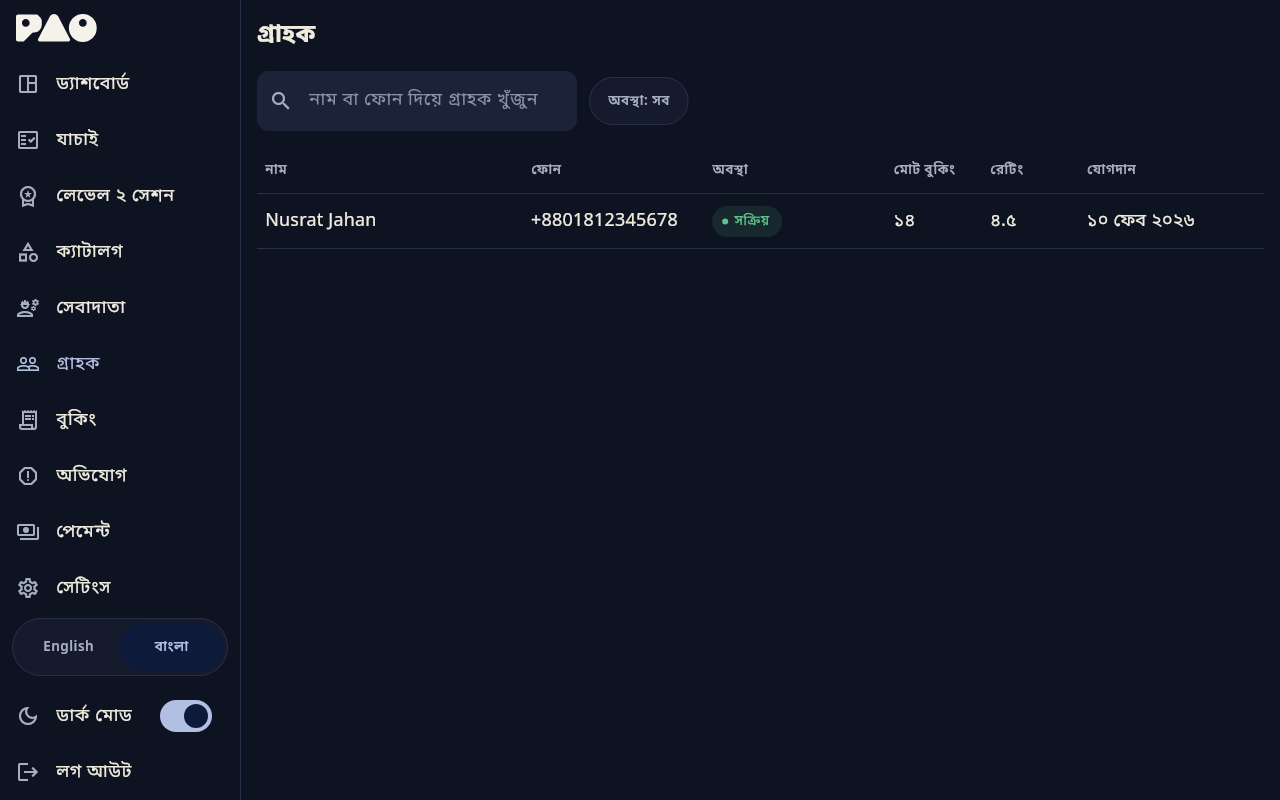 PAO
ড্যাশবোর্ড
যাচাই
লেভেল ২ সেশন
ক্যাটালগ
সেবাদাতা
গ্রাহক
বুকিং
অভিযোগ
পেমেন্ট
সেটিংস
English বাংলা
ডার্ক মোড
লগ আউট
গ্রাহক
নাম বা ফোন দিয়ে গ্রাহক খুঁজুন অবস্থা: সব
নাম ফোন অবস্থা মোট বুকিং রেটিং যোগদান
Nusrat Jahan +8801812345678 সক্রিয় ১৪ ৪.৫ ১০ ফেব ২০২৬